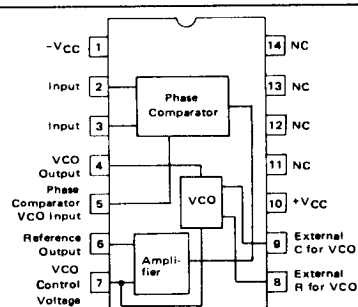 -VCC 1
14 NC
Input 2
13 NC
Phase
Comparator
Input 3
12 NC
VCO
Output 4
11 NC
Phase
Comparator
VCO Input 5
VCO
10 +VCC
Reference
Output 6
9 External
C for VCO
Ampli-
fier
VCO
Control
Voltage 7
8 External
R for VCO